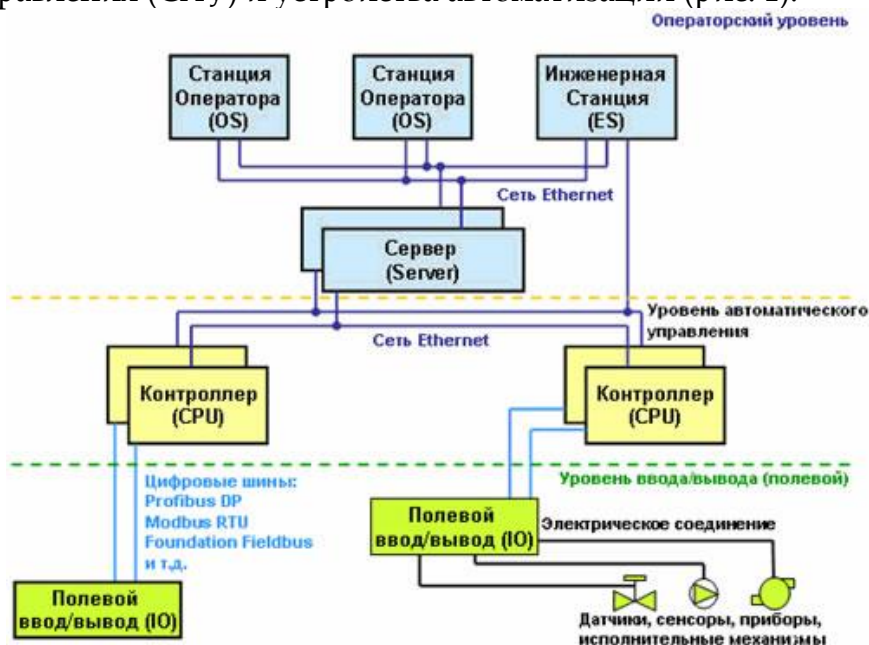 Операторский уровень
Станция
Оператора
(OS)
Станция
Оператора
(OS)
Инженерная
Станция
(ES)
Сеть Ethernet
Сервер
(Server)
Уровень автоматического
управления
Сеть Ethernet
Контроллер
(CPU)
Контроллер
(CPU)
Уровень ввода/вывода (полевой)
Цифровые шины:
Profibus DP
Modbus RTU
Foundation Fieldbus
и т.д.
Полевой
ввод/вывод (IO)
Электрическое соединение
Полевой
ввод/вывод (IO)
Датчики, сенсоры, приборы,
исполнительные механизмы